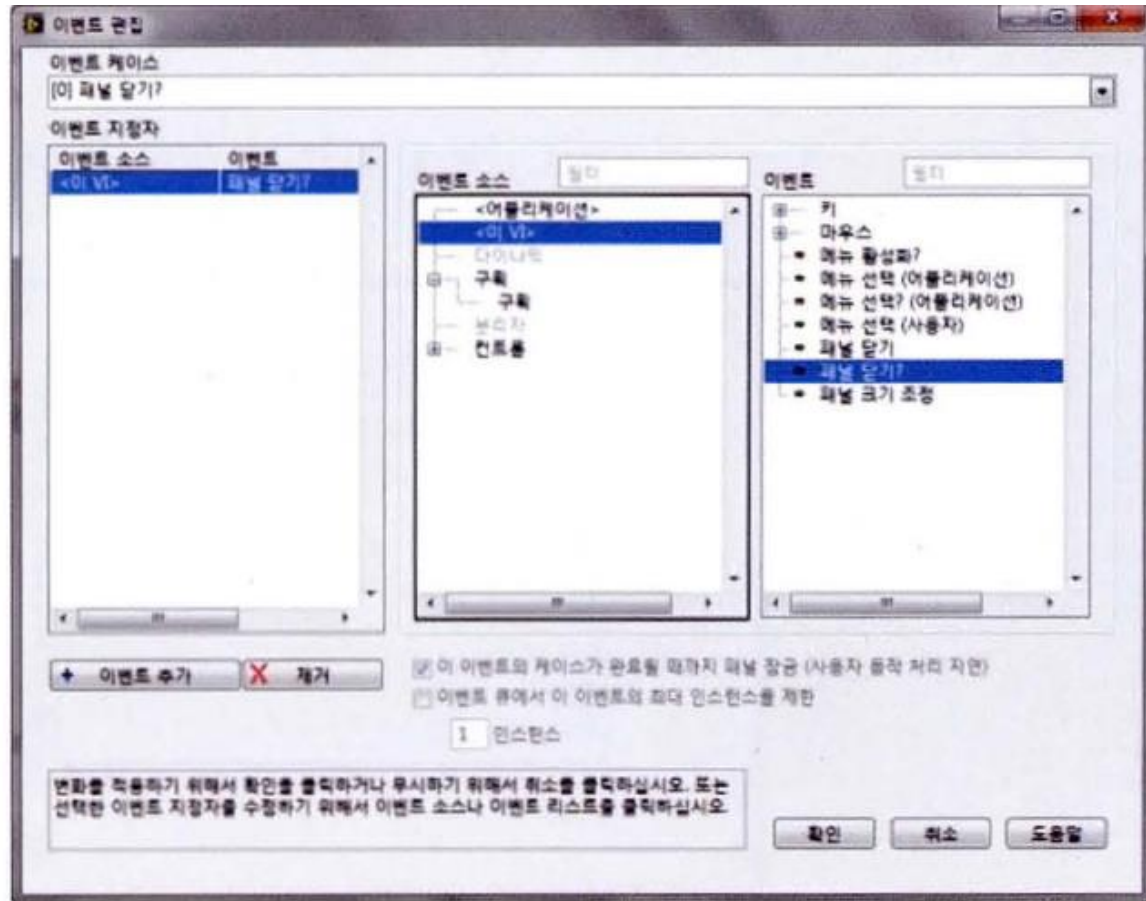 이벤트 편집
이벤트 케이스
[0] 패널 닫기?
이벤트 지정자
이벤트 소스 이벤트
<이 VI> 패널 닫기?
이벤트 소스 필터
<어플리케이션>
<이 VI>
다이나믹
구획
구획
분리자
컨트롤
이벤트 필터
키
마우스
메뉴 활성화?
메뉴 선택 (어플리케이션)
메뉴 선택? (어플리케이션)
메뉴 선택 (사용자)
패널 닫기
패널 닫기?
패널 크기 조정
이벤트 추가
제거
이 이벤트의 케이스가 완료될 때까지 패널 잠금 (사용자 동작 처리 지연)
이벤트 큐에서 이 이벤트의 최대 인스턴스를 제한
1 인스턴스
변화를 적용하기 위해서 확인을 클릭하거나 무시하기 위해서 취소를 클릭하십시오. 또는
선택한 이벤트 지정자를 수정하기 위해서 이벤트 소스나 이벤트 리스트를 클릭하십시오.
확인 취소 도움말